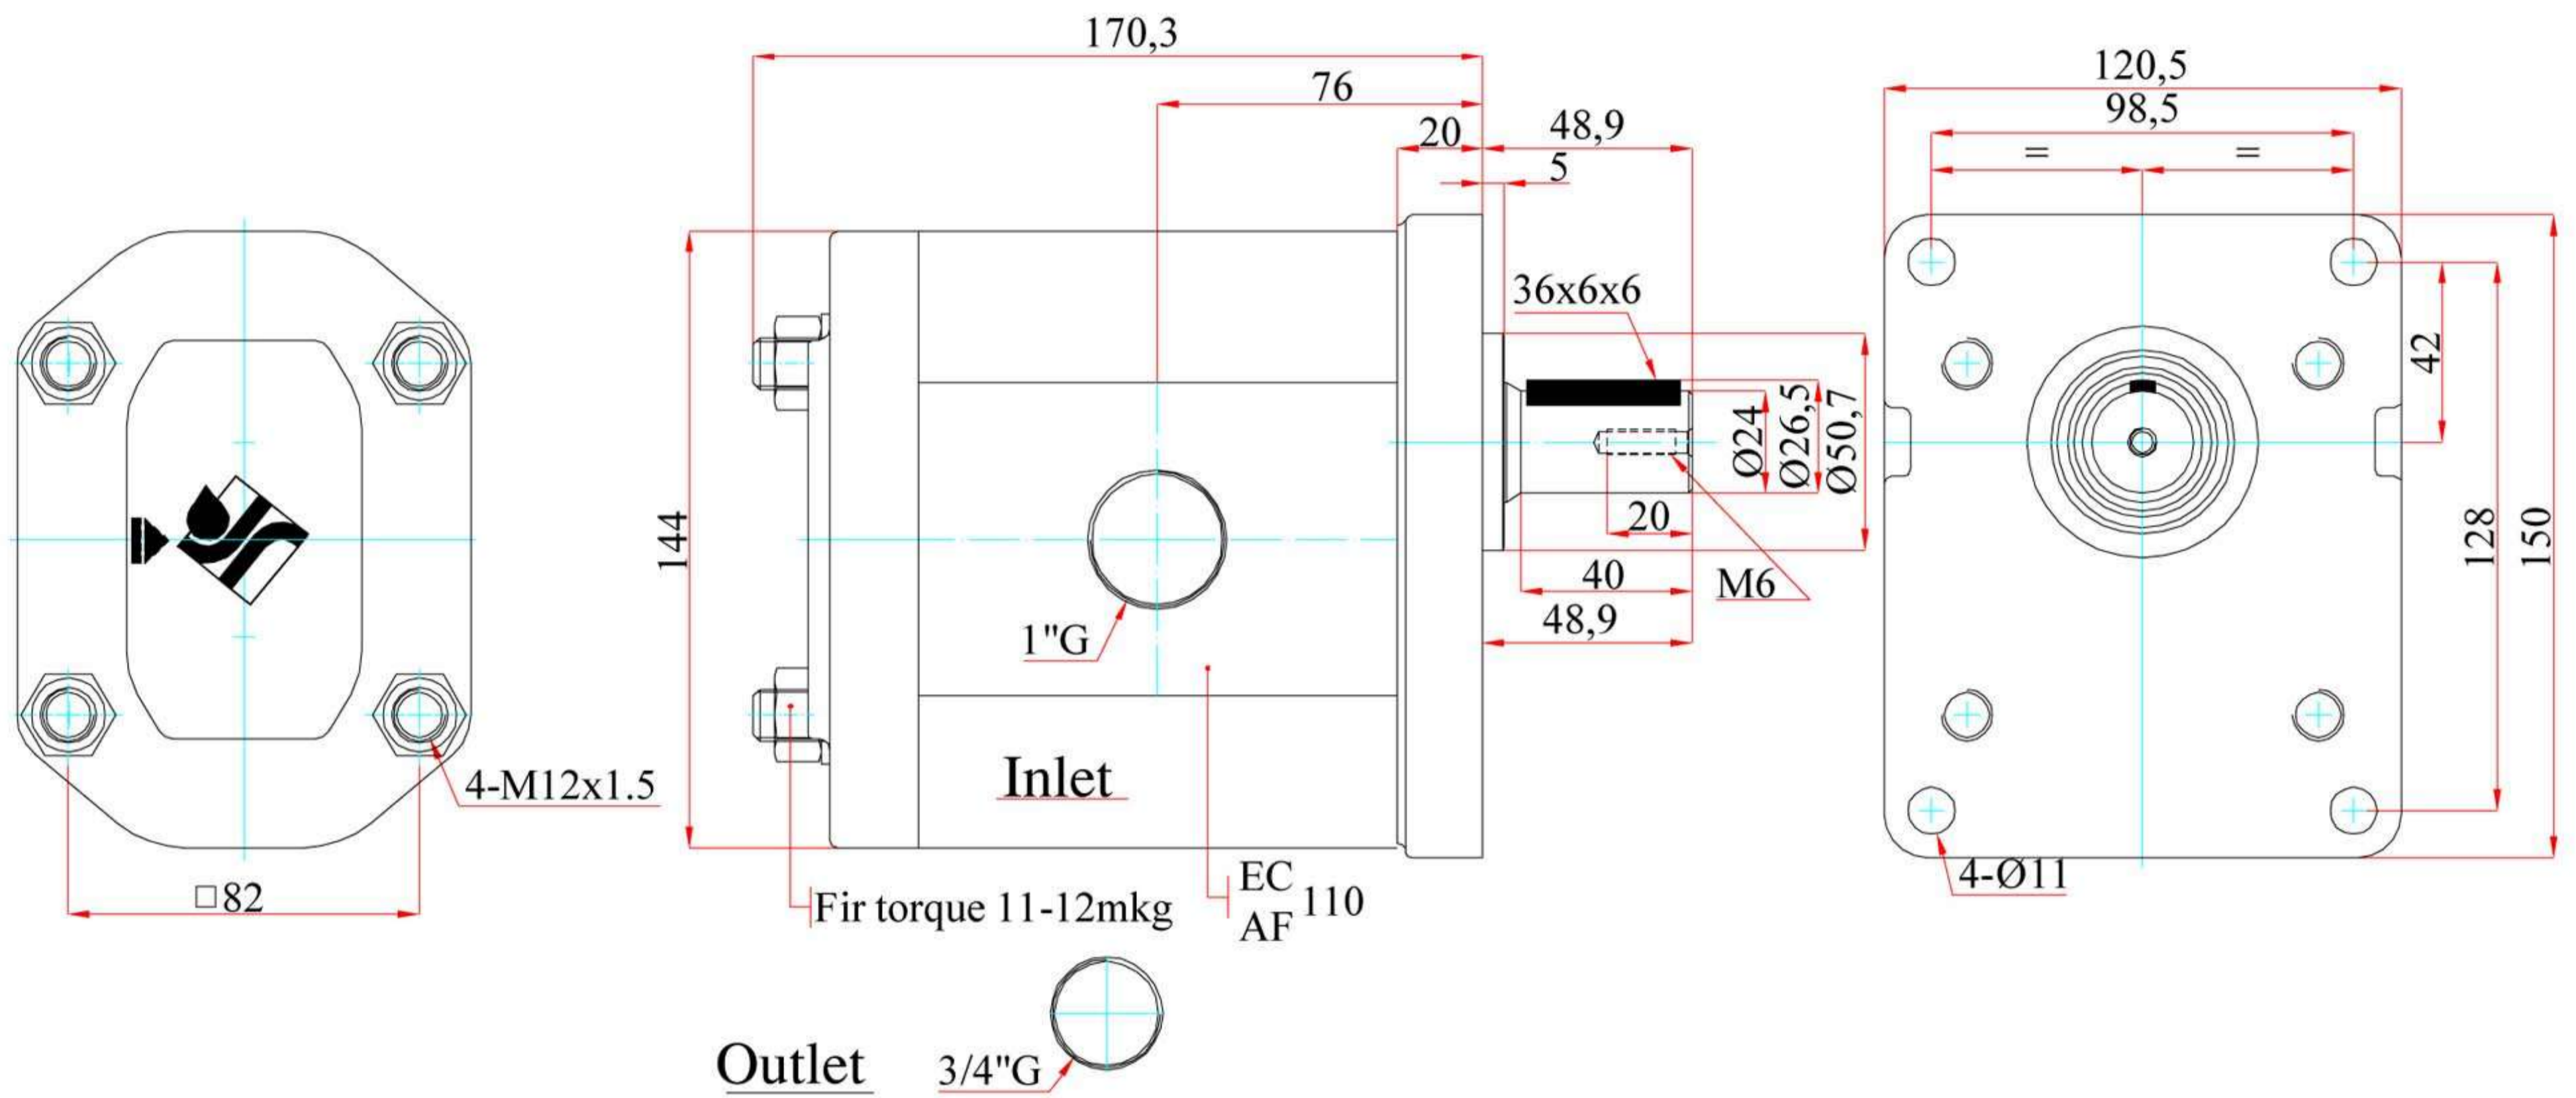 170,3
76
20
48,9
5
120,5
98,5
=
=
36x6x6
144
Ø24
Ø26,5
Ø50,7
42
128
150
20
40
M6
48,9
1"G
Inlet
4-M12x1.5
□82
Fir torque 11-12mkg
EC
AF
110
4-Ø11
Outlet
3/4"G